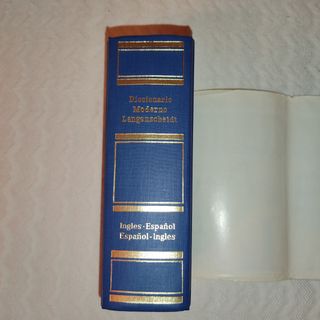 Diccionario
Moderno
Langenscheidt
Ingles-Español
Español-Ingles